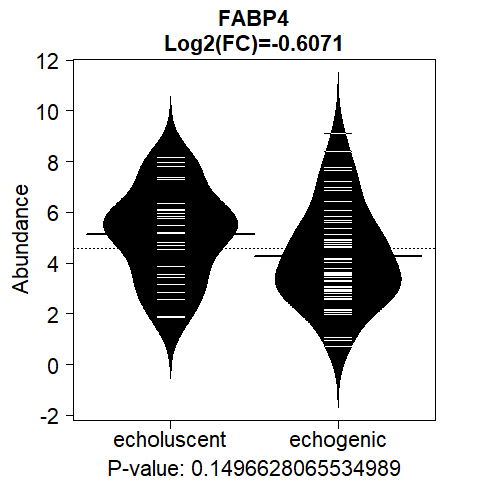 FABP4
Log2(FC)=-0.6071
12
10
8
6
4
2
0
-2
Abundance
echoluscent echogenic
P-value: 0.1496628065534989